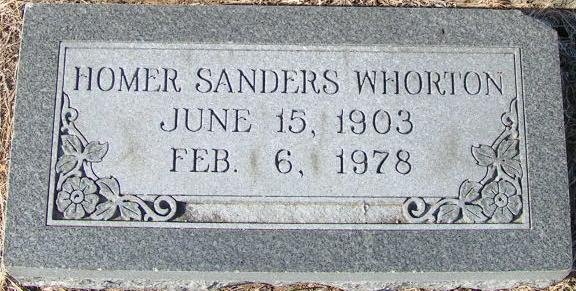 HOMER SANDERS WHORTON
JUNE 15, 1903
FEB. 6, 1978